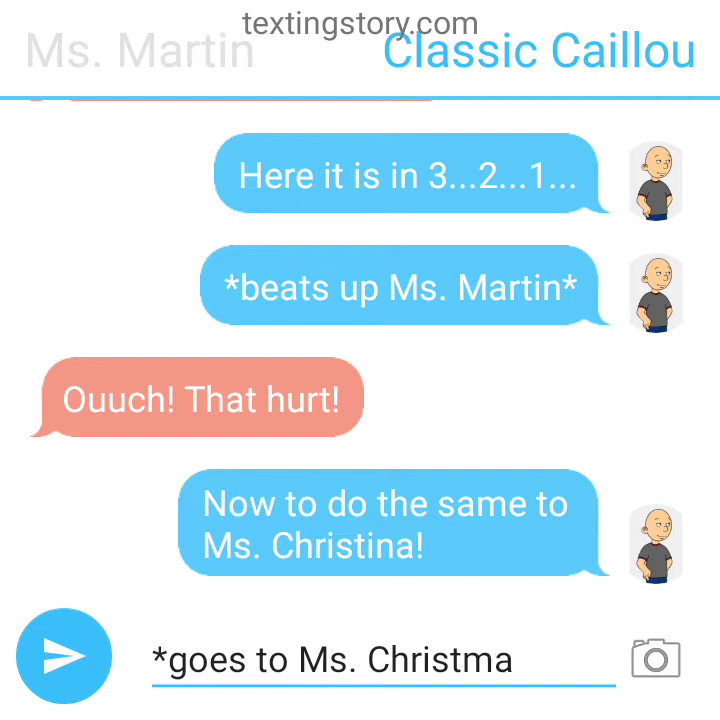 textingstory.com
Ms. Martin
Classic Caillou
Here it is in 3...2...1...
*beats up Ms. Martin*
Ouuch! That hurt!
Now to do the same to
Ms. Christina!
*goes to Ms. Christma